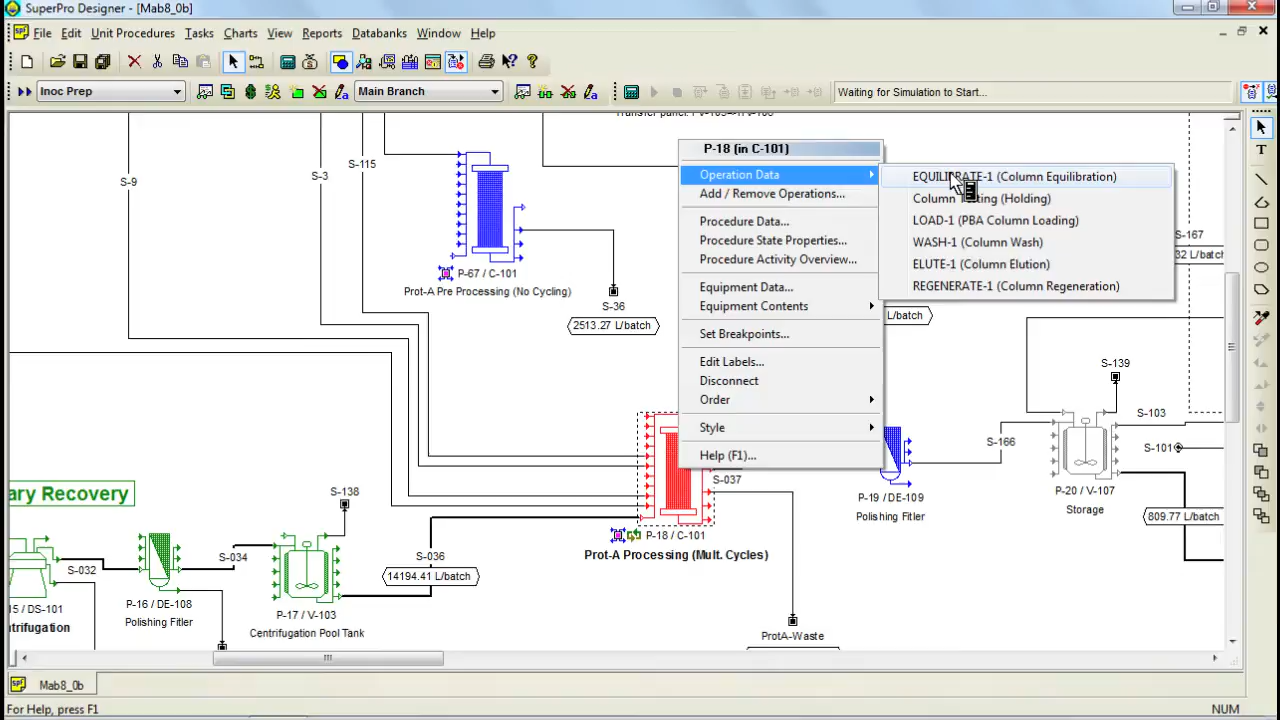 SuperPro Designer - [Mab8_0b]
File Edit Unit Procedures Tasks Charts View Reports Databanks Window Help
Inoc Prep
Main Branch
Waiting for Simulation to Start...
P-18 (in C-101)
Operation Data
Add / Remove Operations...
Procedure Data...
Procedure State Properties...
Procedure Activity Overview...
Equipment Data...
Equipment Contents
Set Breakpoints...
Edit Labels...
Disconnect
Order
Style
Help (F1)...
(Column Equilibration)
(Holding)
LOAD-1 (PBA Column Loading)
WASH-1 (Column Wash)
ELUTE-1 (Column Elution)
REGENERATE-1 (Column Regeneration)
S-9
S-3
S-115
P-67 / C-101
Prot-A Pre Processing (No Cycling)
S-36
2513.27 L/batch
S-167
L/batch
S-139
S-103
S-101
S-166
P-19 / DE-109
Polishing Fitler
P-20 / V-107
Storage
809.77 L/batch
S-037
P-18 / C-101
Prot-A Processing (Mult. Cycles)
ProtA-Waste
ary Recovery
S-138
S-034
S-032
S-036
14194.41 L/batch
15 / DS-101
ntrifugation
P-16 / DE-108
Polishing Fitler
P-17 / V-103
Centrifugation Pool Tank
Mab8_0b
For Help, press F1
NUM